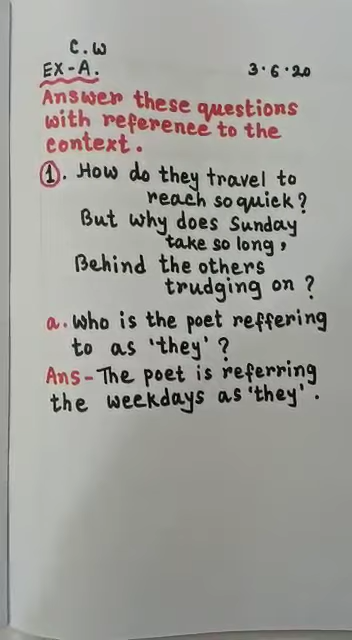 C.W
EX-A. 3.6.20
Answer these questions
with reference to the
context.
1. How do they travel to
reach so quick?
But why does Sunday
take so long,
Behind the others
trudging on?
a. Who is the poet reffering
to as 'they'?
Ans- The poet is referring
the weekdays as 'they'.